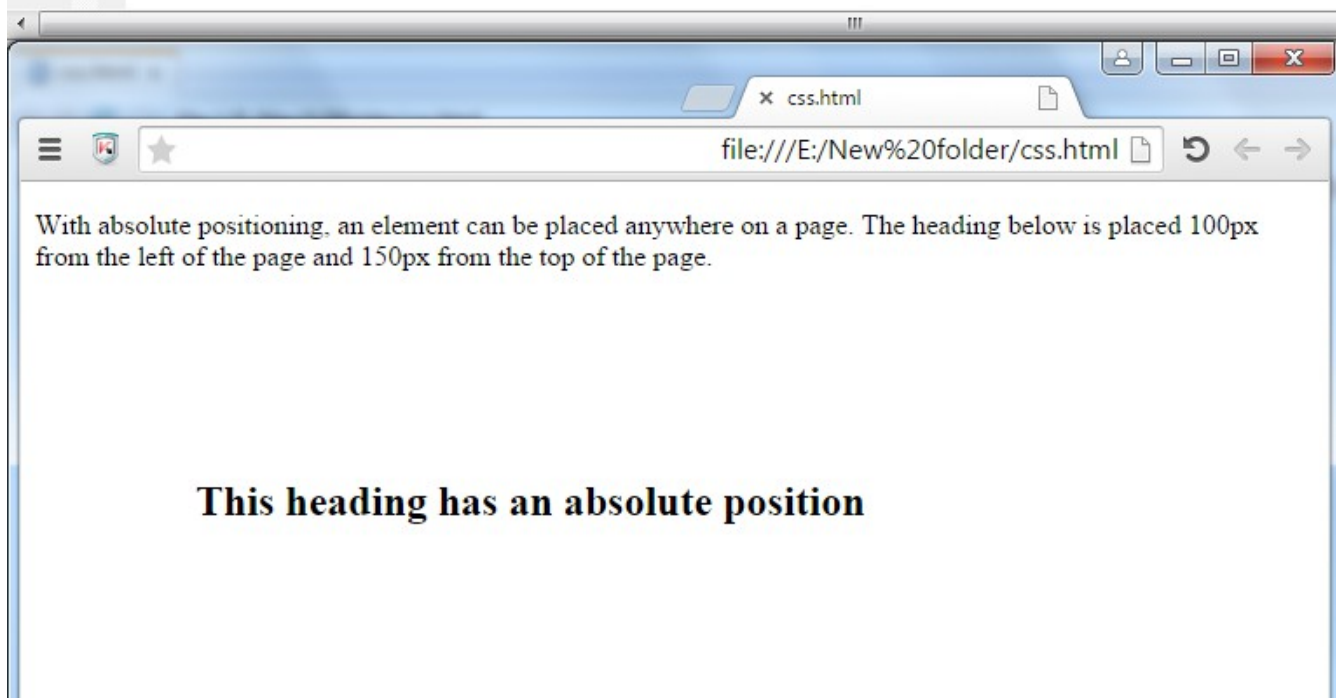 css.html
file:///E:/New%20folder/css.html
With absolute positioning, an element can be placed anywhere on a page. The heading below is placed 100px
from the left of the page and 150px from the top of the page.
This heading has an absolute position